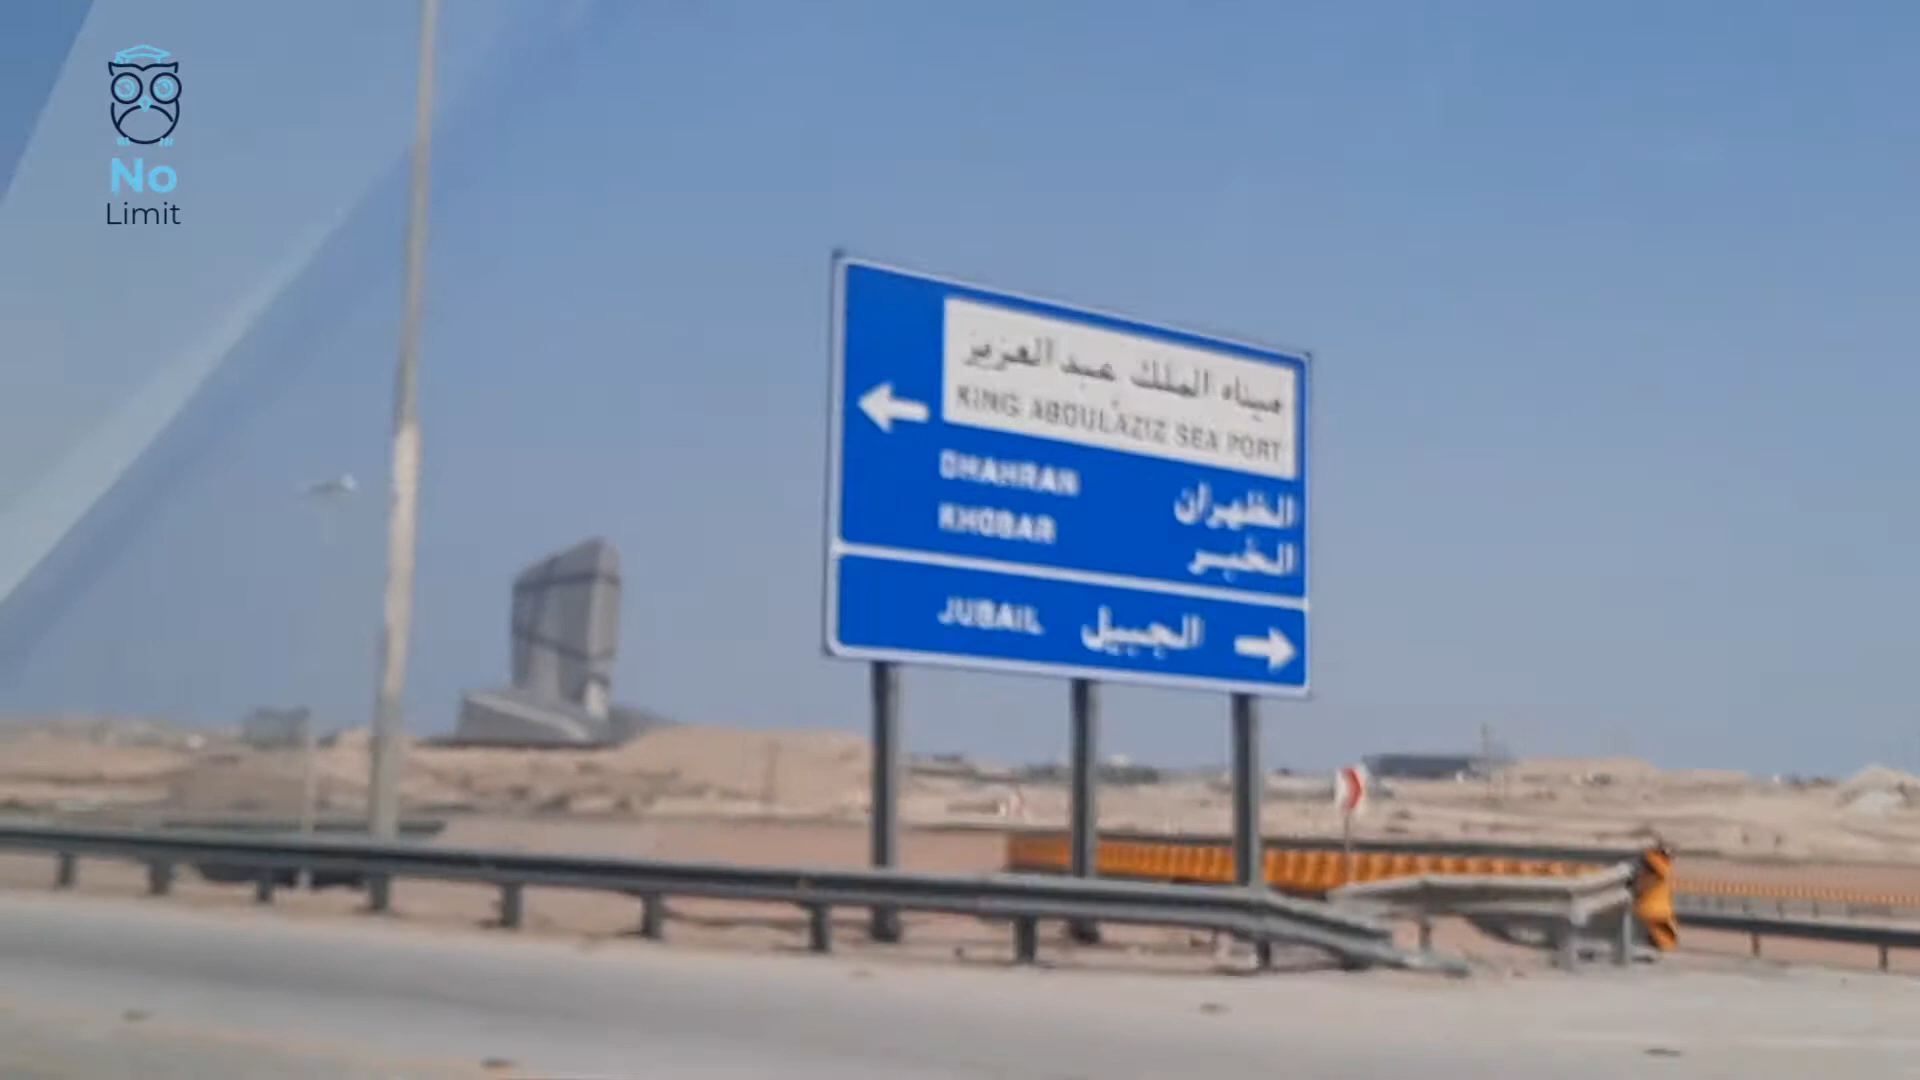 No
Limit
ميناء الملك عبد العزيز
KING ABDULAZIZ SEA PORT
DHAHRAN الظهران
KHOBAR الخبر
JUBAIL الجبيل